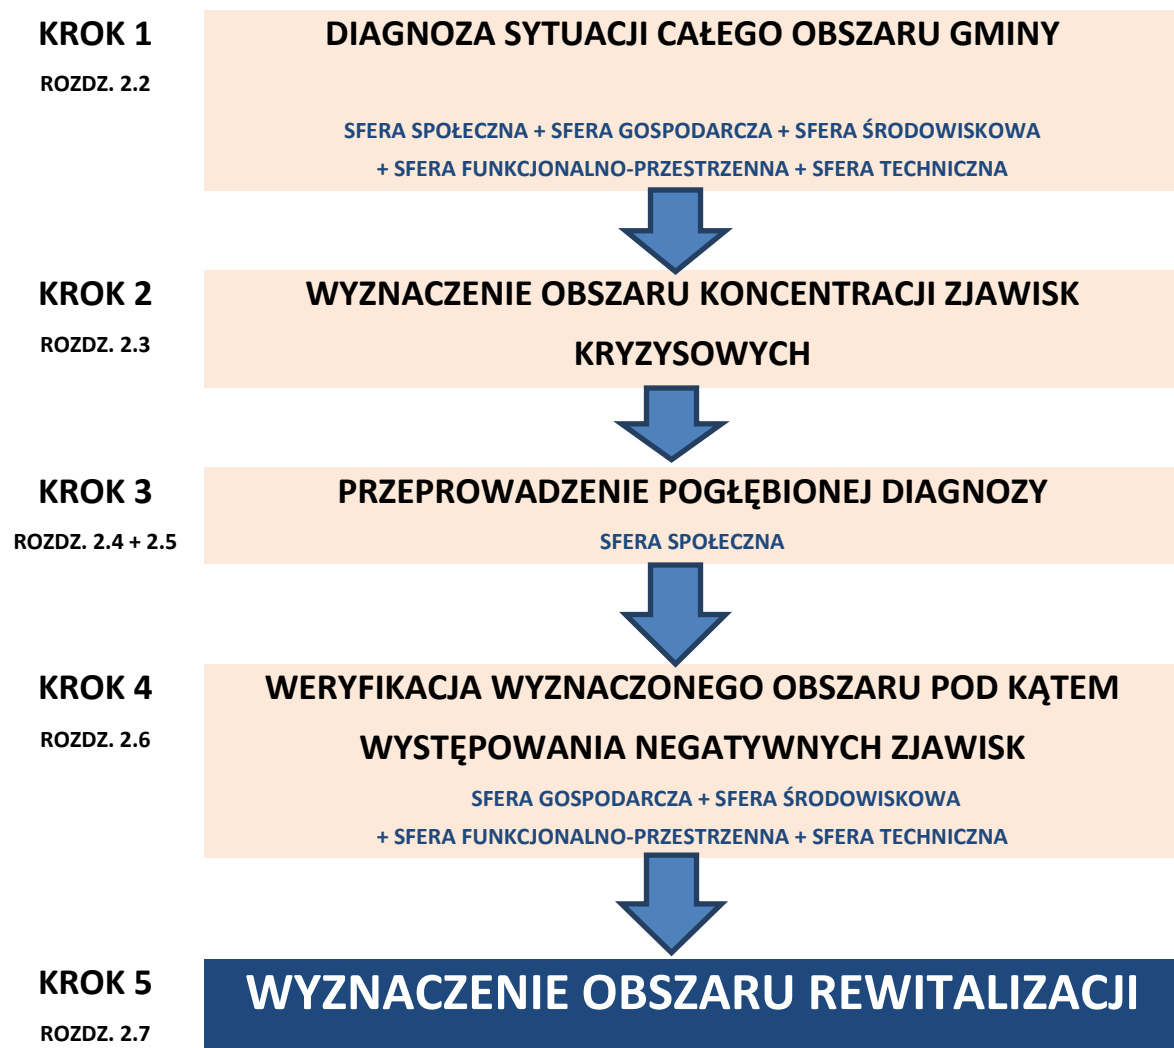 KROK 1
ROZDZ. 2.2
DIAGNOZA SYTUACJI CAŁEGO OBSZARU GMINY
SFERA SPOŁECZNA + SFERA GOSPODARCZA + SFERA ŚRODOWISKOWA
+ SFERA FUNKCJONALNO-PRZESTRZENNA + SFERA TECHNICZNA
KROK 2
ROZDZ. 2.3
WYZNACZENIE OBSZARU KONCENTRACJI ZJAWISK
KRYZYSOWYCH
KROK 3
ROZDZ. 2.4 + 2.5
PRZEPROWADZENIE POGŁĘBIONEJ DIAGNOZY
SFERA SPOŁECZNA
KROK 4
ROZDZ. 2.6
WERYFIKACJA WYZNACZONEGO OBSZARU POD KĄTEM
WYSTĘPOWANIA NEGATYWNYCH ZJAWISK
SFERA GOSPODARCZA + SFERA ŚRODOWISKOWA
+ SFERA FUNKCJONALNO-PRZESTRZENNA + SFERA TECHNICZNA
KROK 5
ROZDZ. 2.7
WYZNACZENIE OBSZARU REWITALIZACJI